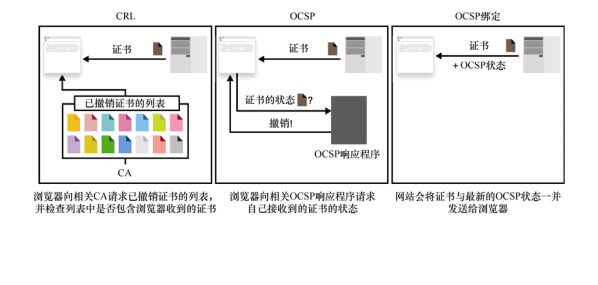 CRL
证书
已撤销证书的列表
CA
浏览器向相关CA请求已撤销证书的列表,
并检查列表中是否包含浏览器收到的证书
OCSP
证书
证书的状态 ?
撤销!
OCSP响应程序
浏览器向相关OCSP响应程序请求
自己接收到的证书的状态
OCSP绑定
证书
+OCSP状态
网站会将证书与最新的OCSP状态一并
发送给浏览器